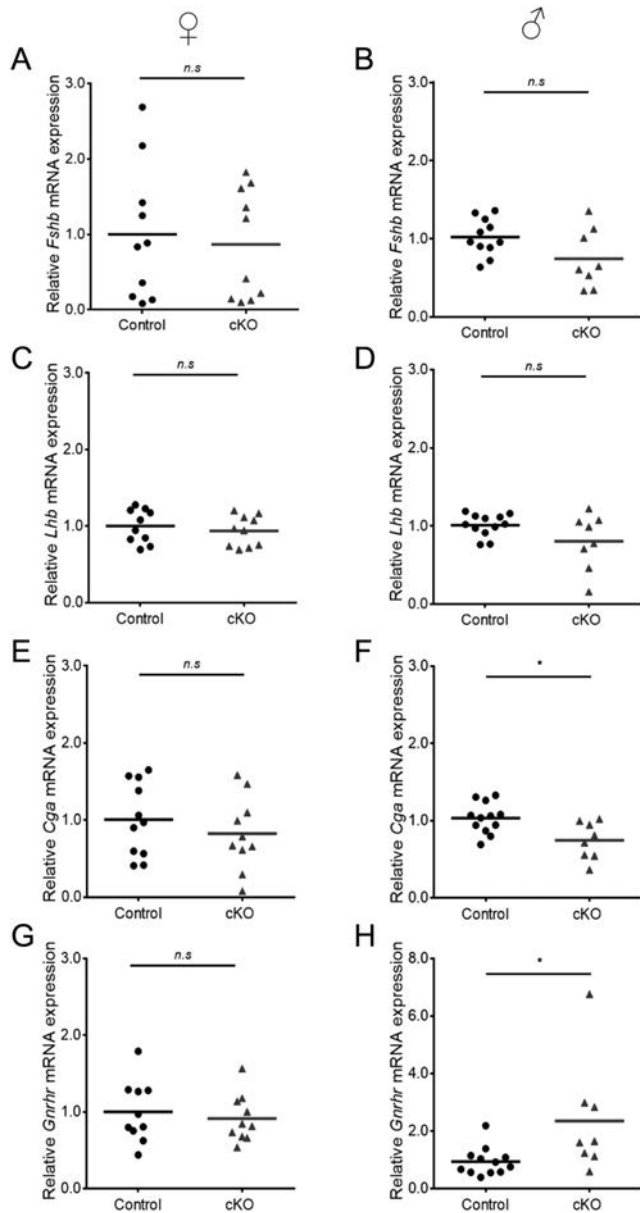 ♀ ♂
A
n.s
3.0
2.0
1.0
0.0
Relative Fshb mRNA expression
Control cKO
B
n.s
3.0
2.0
1.0
0.0
Relative Fshb mRNA expression
Control cKO
C
n.s
3.0
2.0
1.0
0.0
Relative Lhb mRNA expression
Control cKO
D
n.s
3.0
2.0
1.0
0.0
Relative Lhb mRNA expression
Control cKO
E
n.s
3.0
2.0
1.0
0.0
Relative Cga mRNA expression
Control cKO
F
*
3.0
2.0
1.0
0.0
Relative Cga mRNA expression
Control cKO
G
n.s
3.0
2.0
1.0
0.0
Relative Gnrhr mRNA expression
Control cKO
H
*
8.0
6.0
4.0
2.0
0.0
Relative Gnrhr mRNA expression
Control cKO